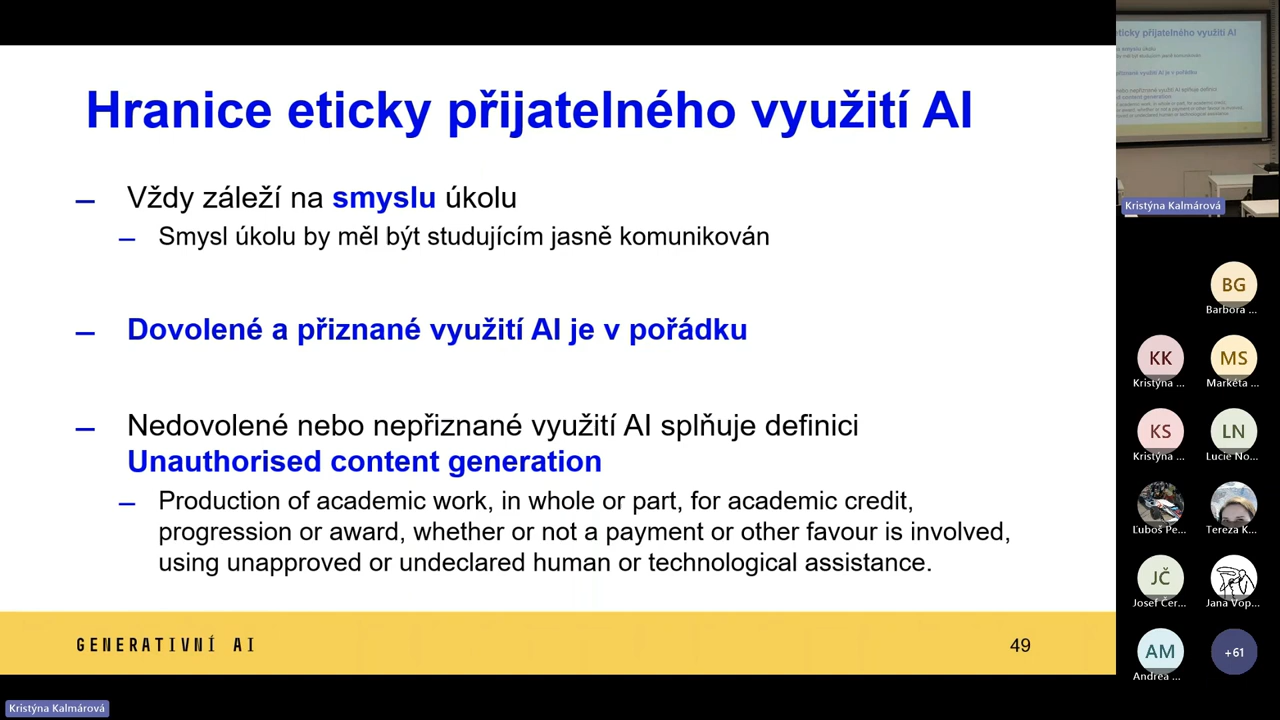 Hranice eticky přijatelného využití AI
– Vždy záleží na smyslu úkolu
– Smysl úkolu by měl být studujícím jasně komunikován
– Dovolené a přiznané využití AI je v pořádku
– Nedovolené nebo nepřiznané využití AI splňuje definici
Unauthorised content generation
– Production of academic work, in whole or part, for academic credit,
progression or award, whether or not a payment or other favour is involved,
using unapproved or undeclared human or technological assistance.
GENERATIVNÍ AI
49
Kristýna Kalmárová
Kristýna Kalmárová
BG
Barbora ...
KK
Kristýna ...
MS
Markéta ...
KS
Kristýna ...
LN
Lucie No...
Ľuboš Pe...
Tereza K...
JČ
Josef Čer...
Jana Vop...
AM
Andrea ...
+61